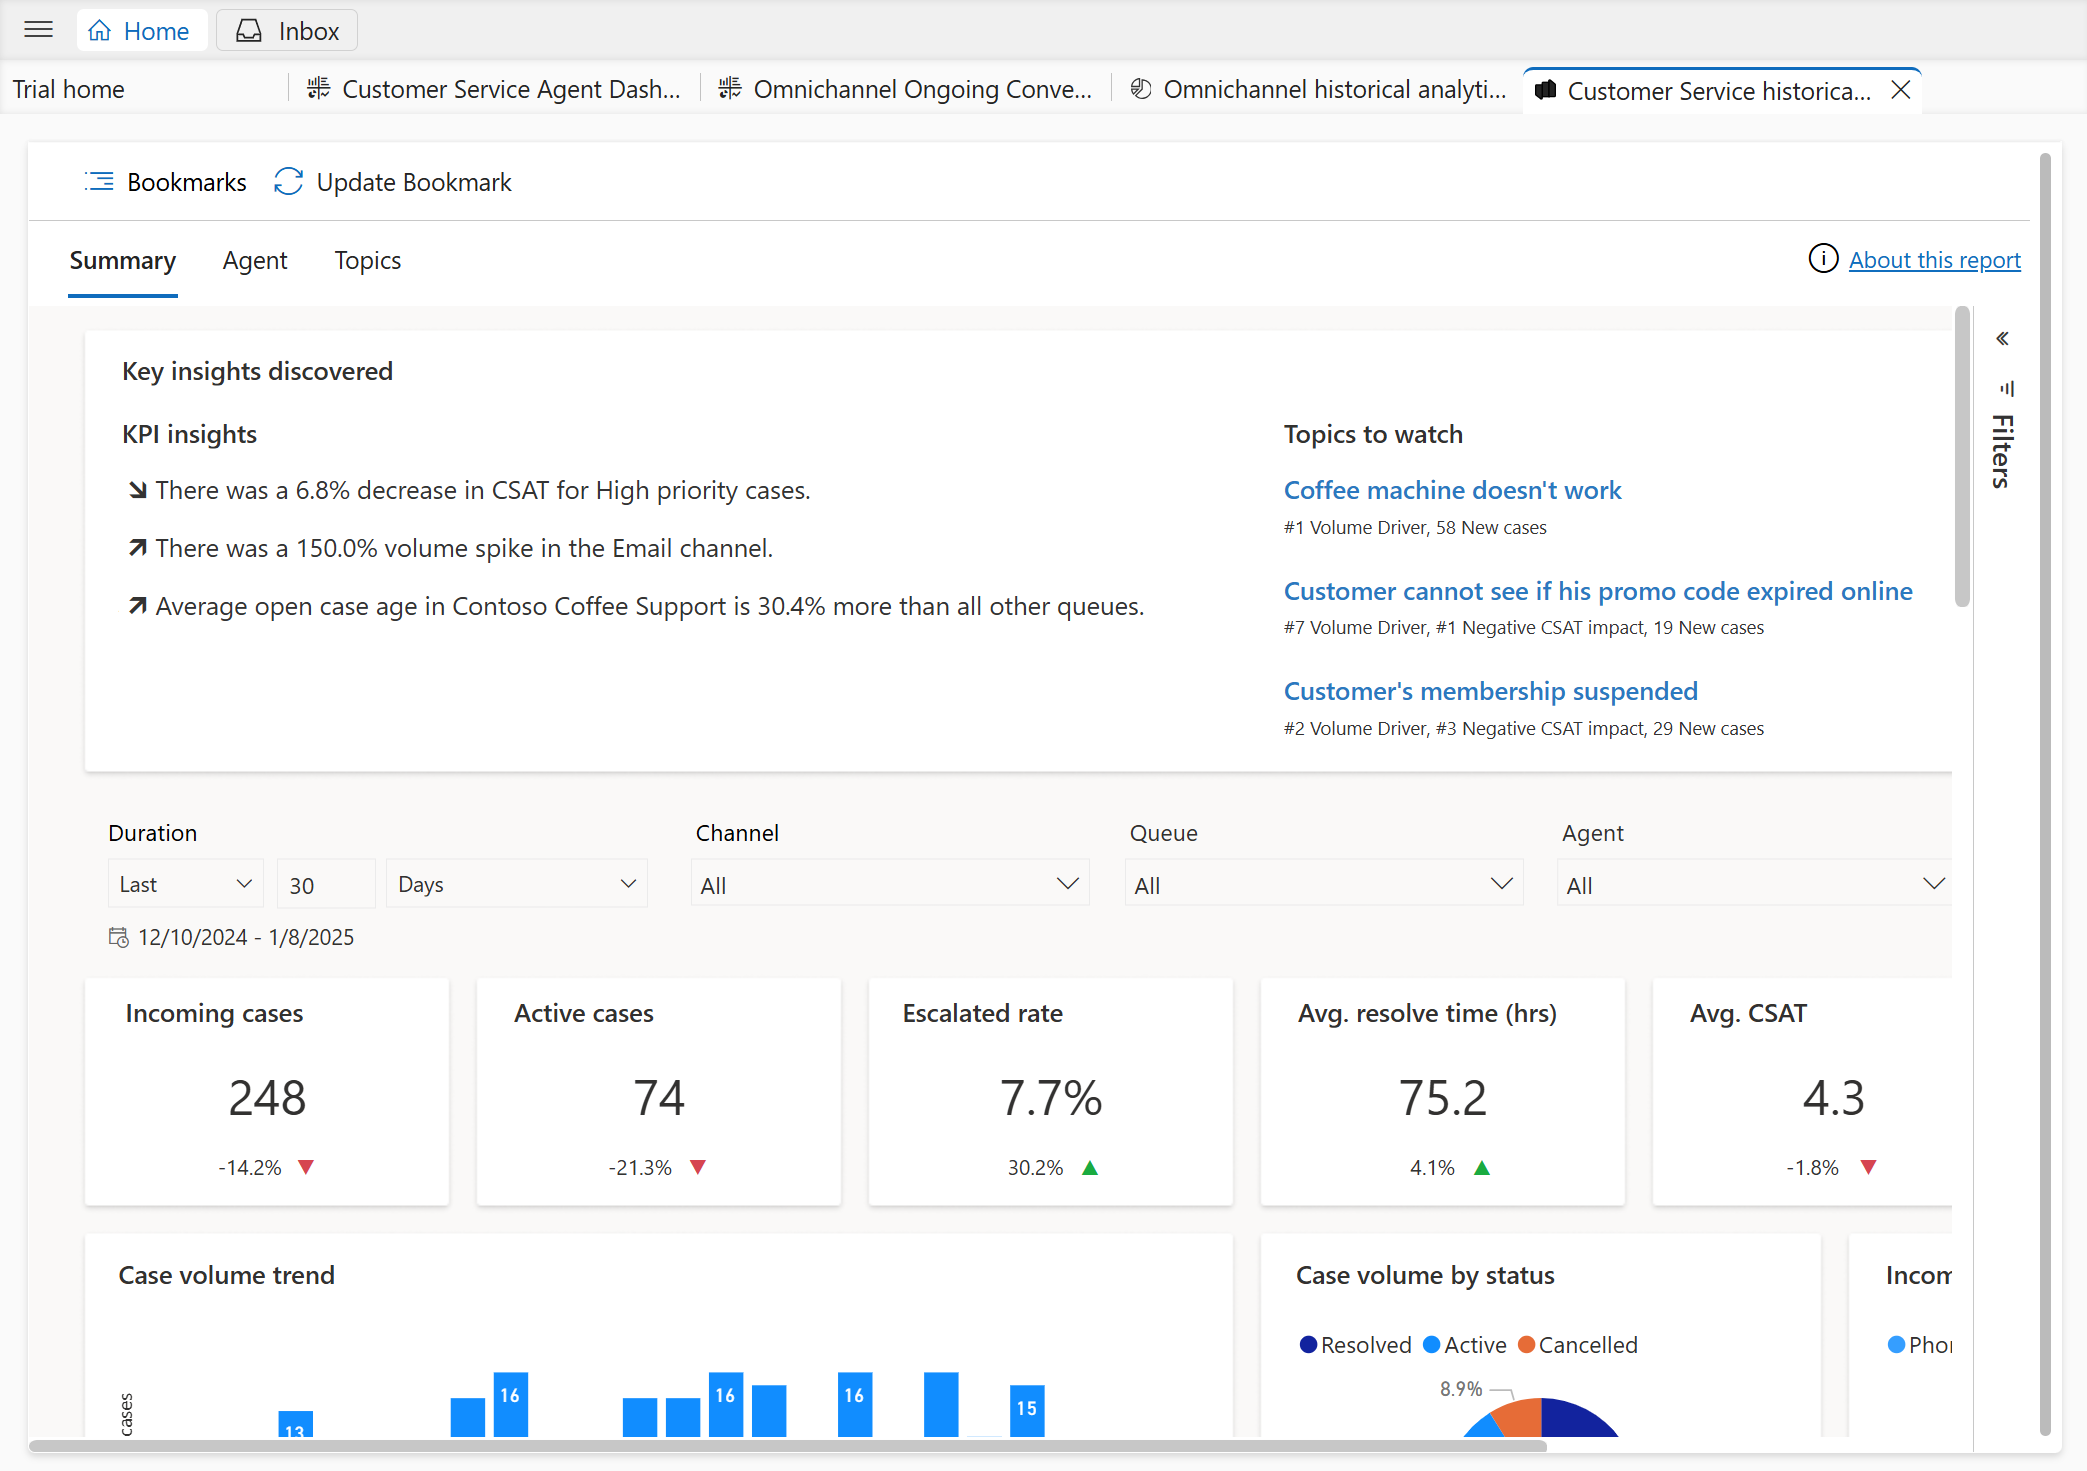 Home
Inbox
Trial home
Customer Service Agent Dash...
Omnichannel Ongoing Conve...
Omnichannel historical analyti...
Customer Service historica...
Bookmarks
Update Bookmark
Summary
Agent
Topics
About this report
Filters
Key insights discovered
KPI insights
There was a 6.8% decrease in CSAT for High priority cases.
There was a 150.0% volume spike in the Email channel.
Average open case age in Contoso Coffee Support is 30.4% more than all other queues.
Topics to watch
Coffee machine doesn't work
#1 Volume Driver, 58 New cases
Customer cannot see if his promo code expired online
#7 Volume Driver, #1 Negative CSAT impact, 19 New cases
Customer's membership suspended
#2 Volume Driver, #3 Negative CSAT impact, 29 New cases
Duration
Last
30
Days
12/10/2024 - 1/8/2025
Channel
All
Queue
All
Agent
All
Incoming cases
248
-14.2%
Active cases
74
-21.3%
Escalated rate
7.7%
30.2%
Avg. resolve time (hrs)
75.2
4.1%
Avg. CSAT
4.3
-1.8%
Case volume trend
cases
13
16
16
16
15
Case volume by status
Resolved
Active
Cancelled
8.9%
Incom
Phor